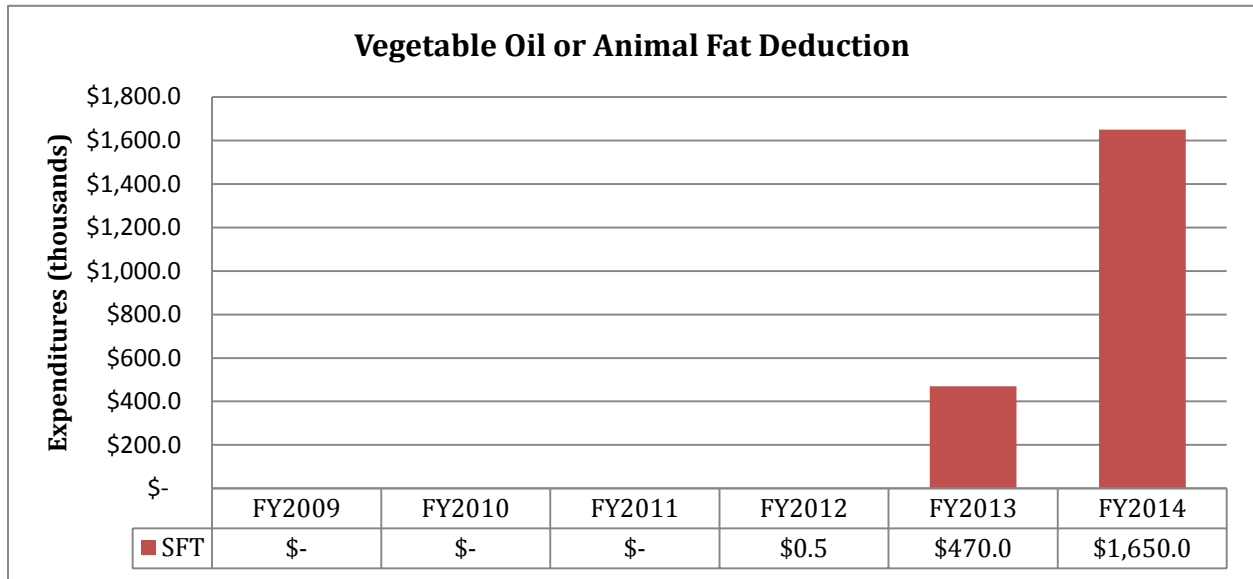 Vegetable Oil or Animal Fat Deduction
Expenditures (thousands)
$1,800.0
$1,600.0
$1,400.0
$1,200.0
$1,000.0
$800.0
$600.0
$400.0
$200.0
$-
FY2009 FY2010 FY2011 FY2012 FY2013 FY2014
SFT $- $- $- $0.5 $470.0 $1,650.0